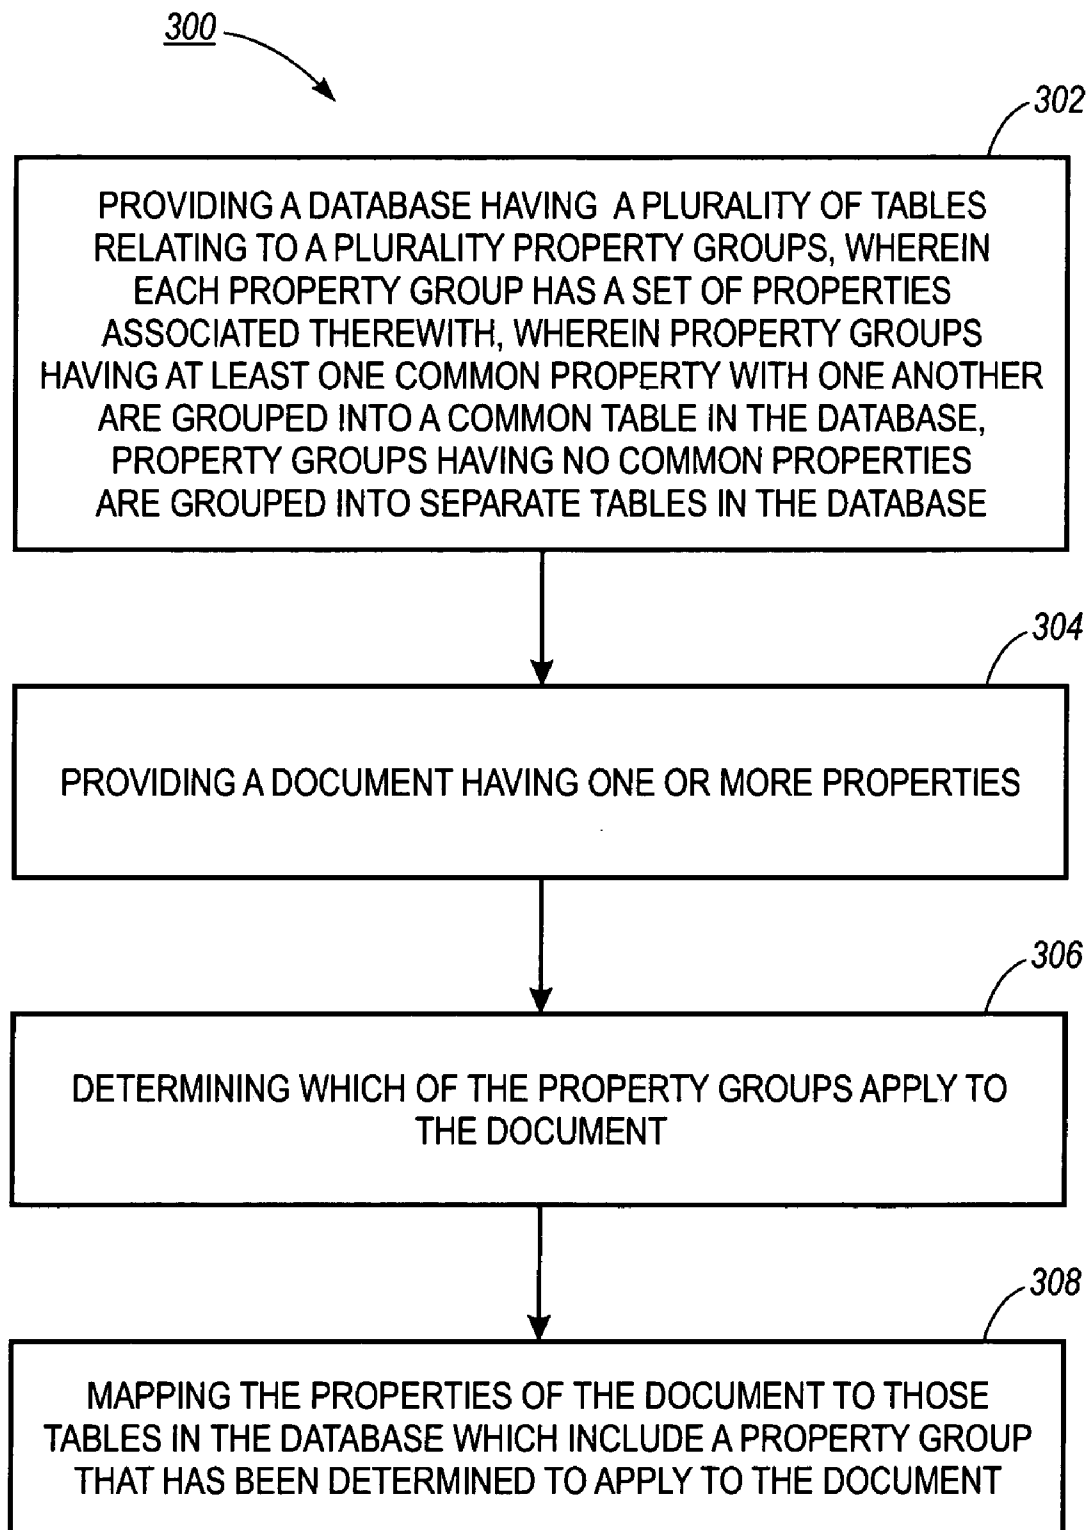 300
302
PROVIDING A DATABASE HAVING A PLURALITY OF TABLES
RELATING TO A PLURALITY PROPERTY GROUPS, WHEREIN
EACH PROPERTY GROUP HAS A SET OF PROPERTIES
ASSOCIATED THEREWITH, WHEREIN PROPERTY GROUPS
HAVING AT LEAST ONE COMMON PROPERTY WITH ONE ANOTHER
ARE GROUPED INTO A COMMON TABLE IN THE DATABASE,
PROPERTY GROUPS HAVING NO COMMON PROPERTIES
ARE GROUPED INTO SEPARATE TABLES IN THE DATABASE
304
PROVIDING A DOCUMENT HAVING ONE OR MORE PROPERTIES
306
DETERMINING WHICH OF THE PROPERTY GROUPS APPLY TO
THE DOCUMENT
308
MAPPING THE PROPERTIES OF THE DOCUMENT TO THOSE
TABLES IN THE DATABASE WHICH INCLUDE A PROPERTY GROUP
THAT HAS BEEN DETERMINED TO APPLY TO THE DOCUMENT